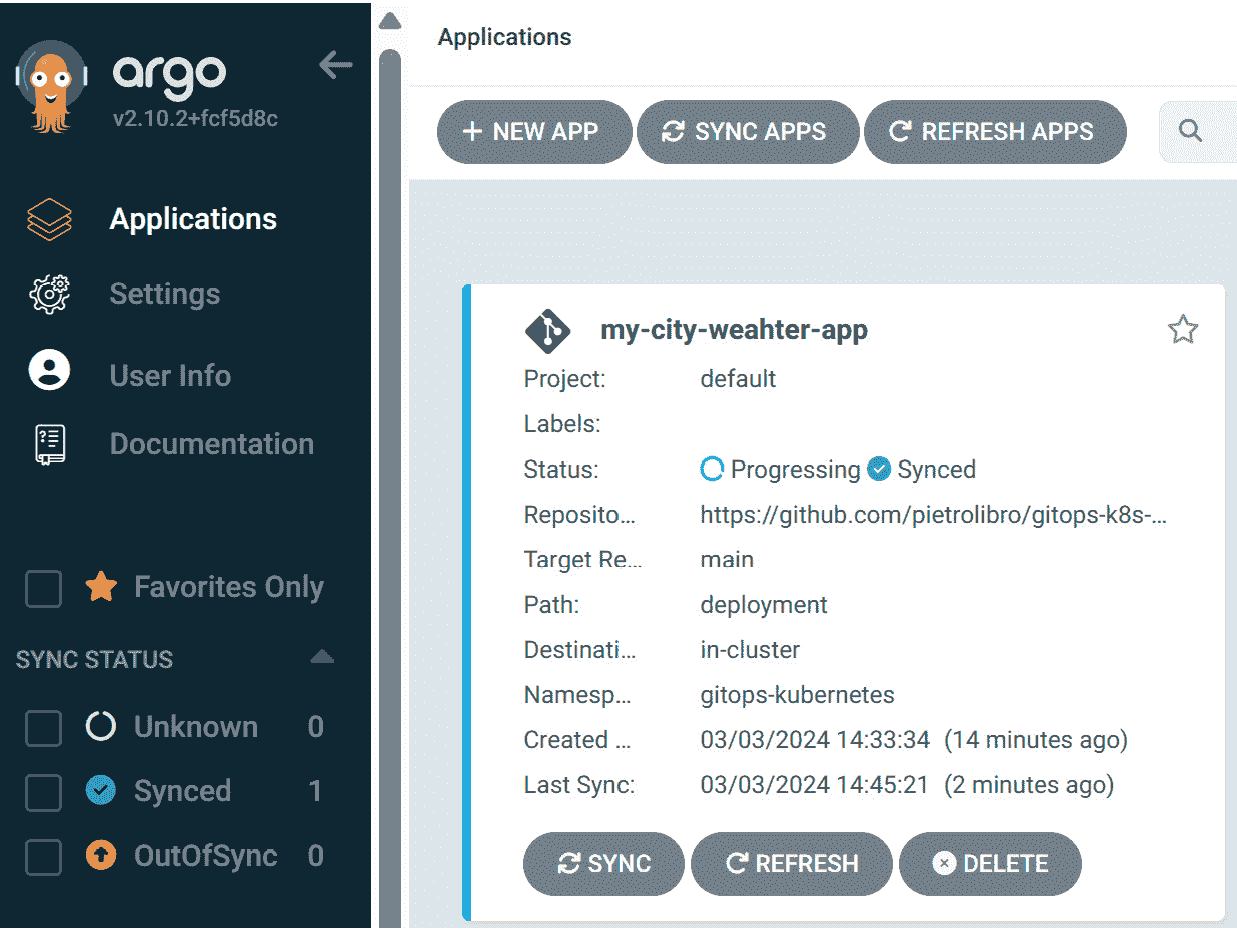 argo
v2.10.2+fcf5d8c
Applications
Settings
User Info
Documentation
Favorites Only
SYNC STATUS
Unknown 0
Synced 1
OutOfSync 0
Applications
+ NEW APP SYNC APPS REFRESH APPS
my-city-weahter-app
Project: default
Labels:
Status: Progressing Synced
Reposito... https://github.com/pietrolibro/gitops-k8s-...
Target Re... main
Path: deployment
Destinati... in-cluster
Namesp... gitops-kubernetes
Created ... 03/03/2024 14:33:34 (14 minutes ago)
Last Sync: 03/03/2024 14:45:21 (2 minutes ago)
SYNC REFRESH DELETE